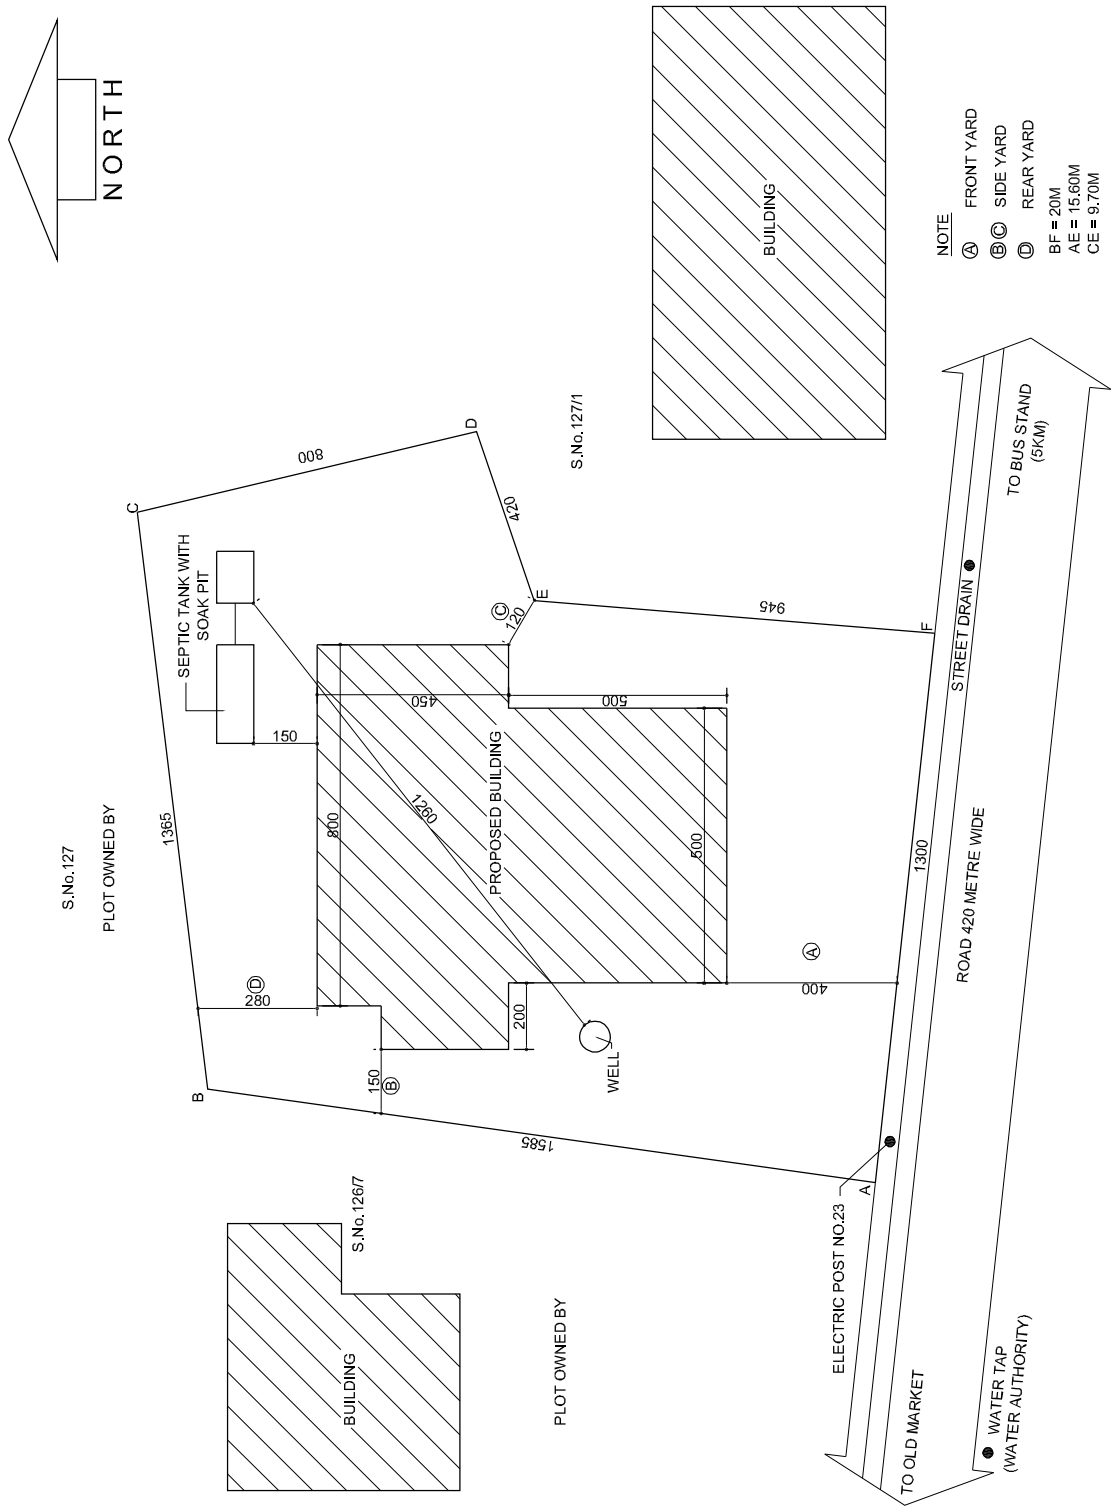 NORTH
S.No.127
PLOT OWNED BY
SEPTIC TANK WITH
SOAK PIT
B
C
D
E
F
A
1365
800
420
945
1300
1585
280
D
150
150
B
120
C
800
450
500
500
200
400
A
1260
PROPOSED BUILDING
WELL
S.No.126/7
BUILDING
PLOT OWNED BY
S.No.127/1
BUILDING
ELECTRIC POST NO.23
STREET DRAIN
ROAD 420 METRE WIDE
TO OLD MARKET
TO BUS STAND
(5KM)
WATER TAP
(WATER AUTHORITY)
NOTE
A FRONT YARD
B C SIDE YARD
D REAR YARD
BF = 20M
AE = 15.60M
CE = 9.70M